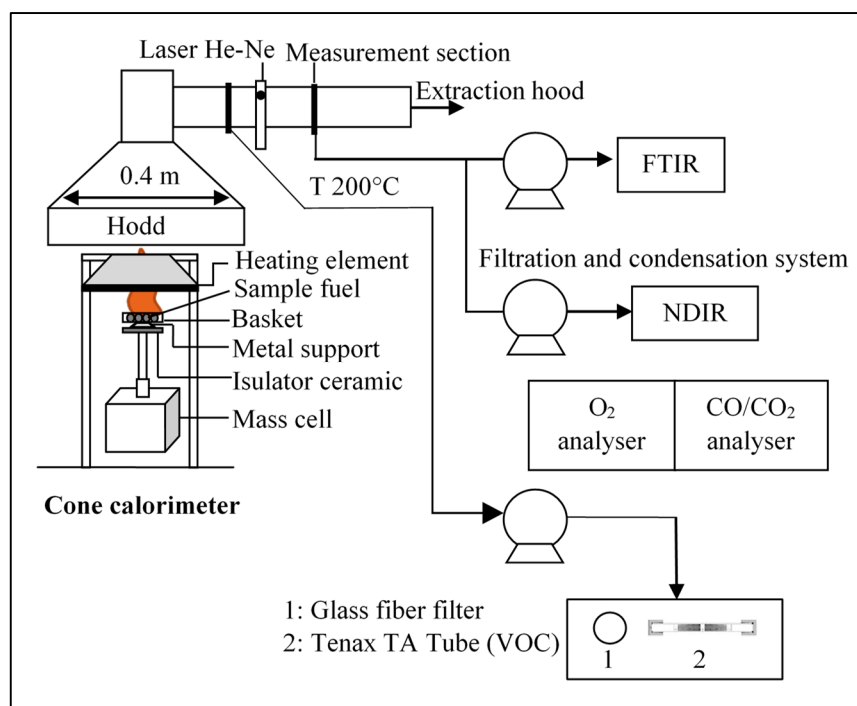 Laser He-Ne
Measurement section
Extraction hood
0.4 m
T 200°C
FTIR
Hodd
Heating element
Sample fuel
Basket
Metal support
Isulator ceramic
Mass cell
Filtration and condensation system
NDIR
O₂
analyser
CO/CO₂
analyser
Cone calorimeter
1: Glass fiber filter
2: Tenax TA Tube (VOC)
1
2